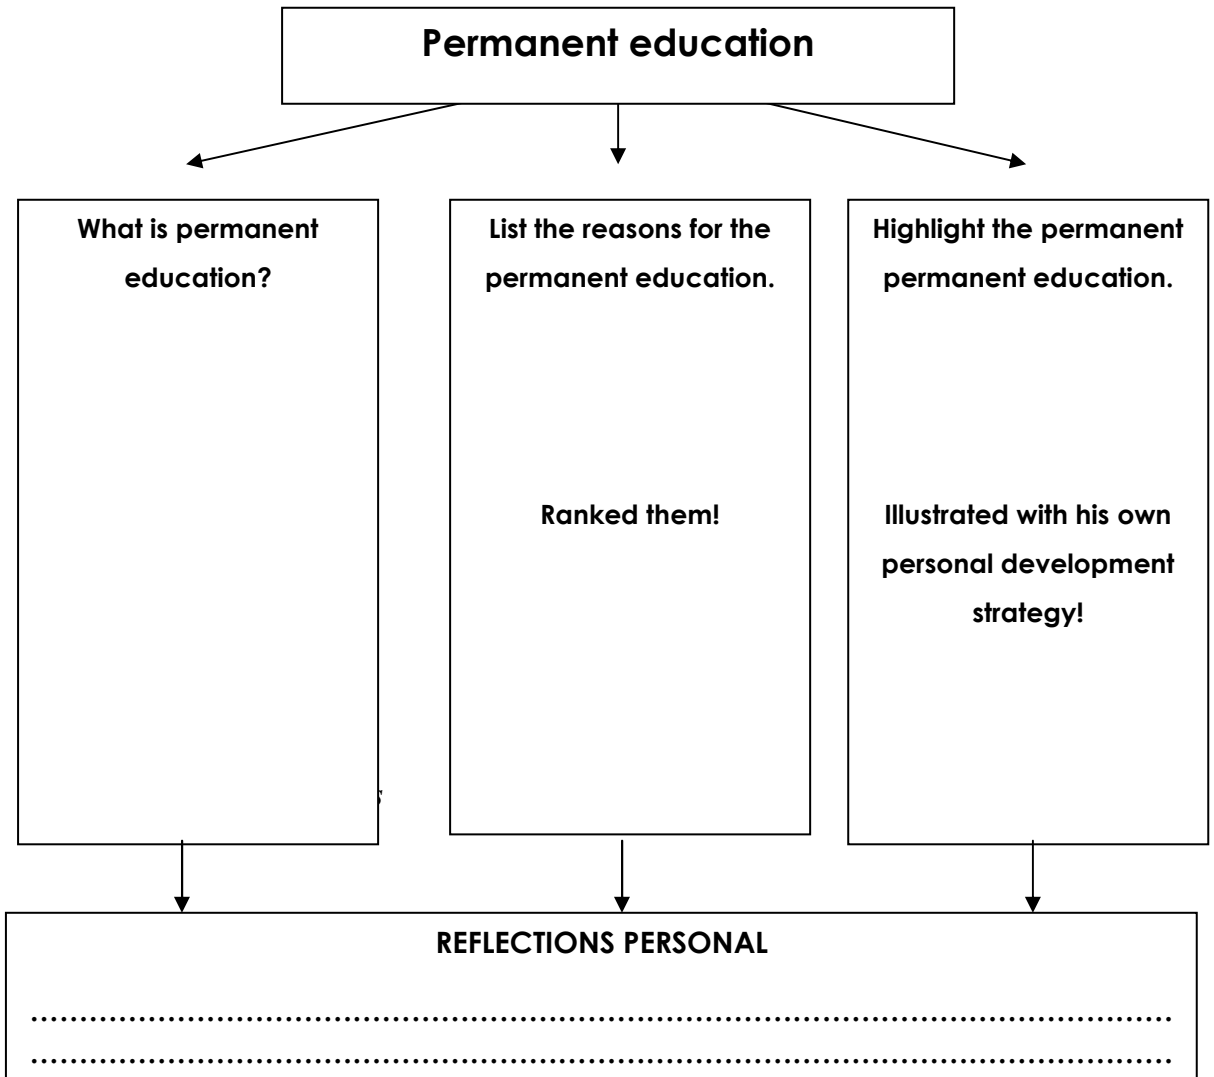 Permanent education
What is permanent
education?
List the reasons for the
permanent education.
Ranked them!
Highlight the permanent
permanent education.
Illustrated with his own
personal development
strategy!
REFLECTIONS PERSONAL
....................................................................................................................
....................................................................................................................